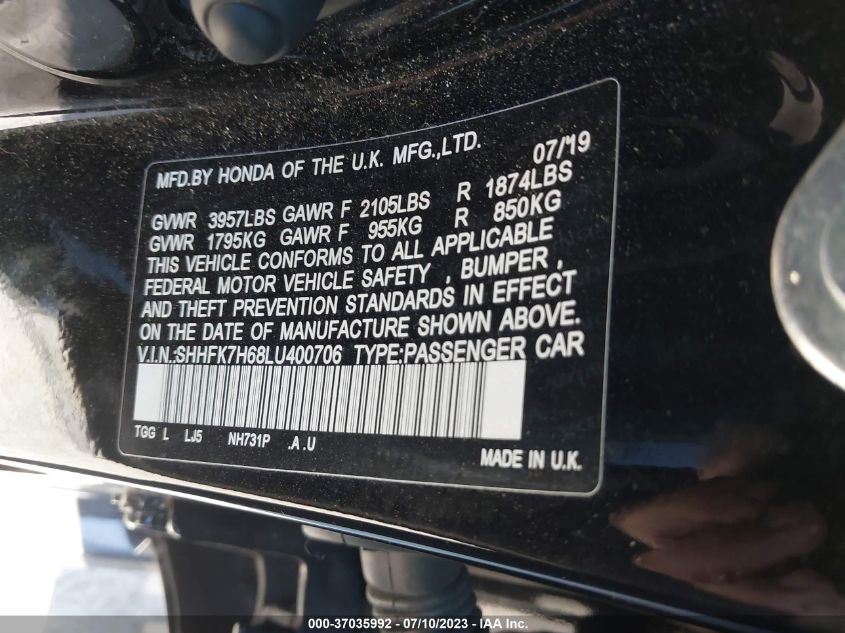 MFD.BY HONDA OF THE U.K. MFG.,LTD. 07/19
GVWR 3957LBS GAWR F 2105LBS R 1874LBS
GVWR 1795KG GAWR F 955KG R 850KG
THIS VEHICLE CONFORMS TO ALL APPLICABLE
FEDERAL MOTOR VEHICLE SAFETY , BUMPER ,
AND THEFT PREVENTION STANDARDS IN EFFECT
ON THE DATE OF MANUFACTURE SHOWN ABOVE.
V.I.N.:SHHFK7H68LU400706 TYPE:PASSENGER CAR
TGG L LJ5 NH731P .A .U
MADE IN U.K.
000-37035992 - 07/10/2023 - IAA Inc.